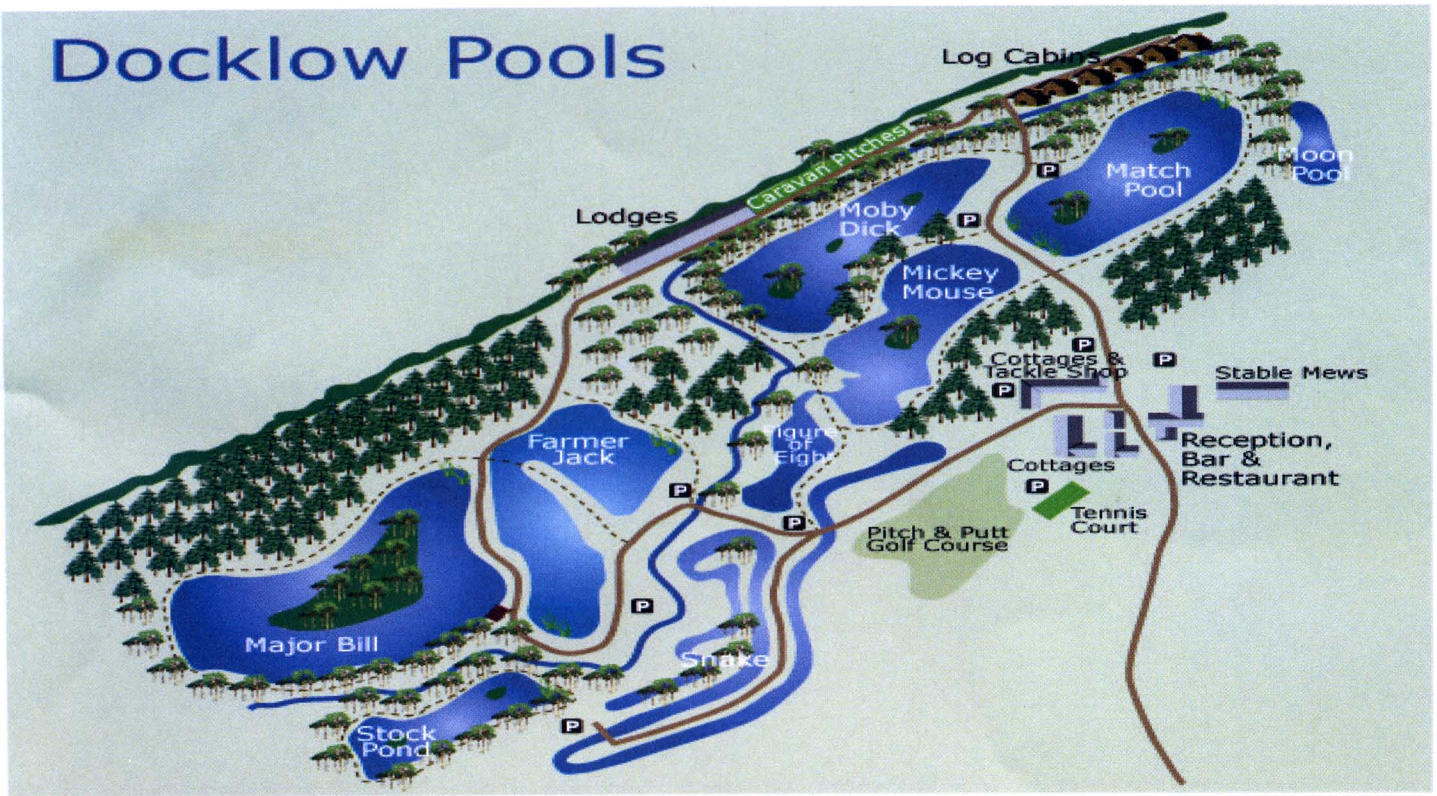 Docklow Pools
Log Cabins
Caravan Pitches
Lodges
Moon
Pool
Match
Pool
Moby
Dick
Mickey
Mouse
P
P
P
P
P
Cottages &
Tackle Shop
Stable Mews
Farmer
Jack
Figure
of
Eight
Reception,
Bar &
Restaurant
Cottages
P
P
P
Tennis
Court
Pitch & Putt
Golf Course
P
Major Bill
Snake
P
Stock
Pond